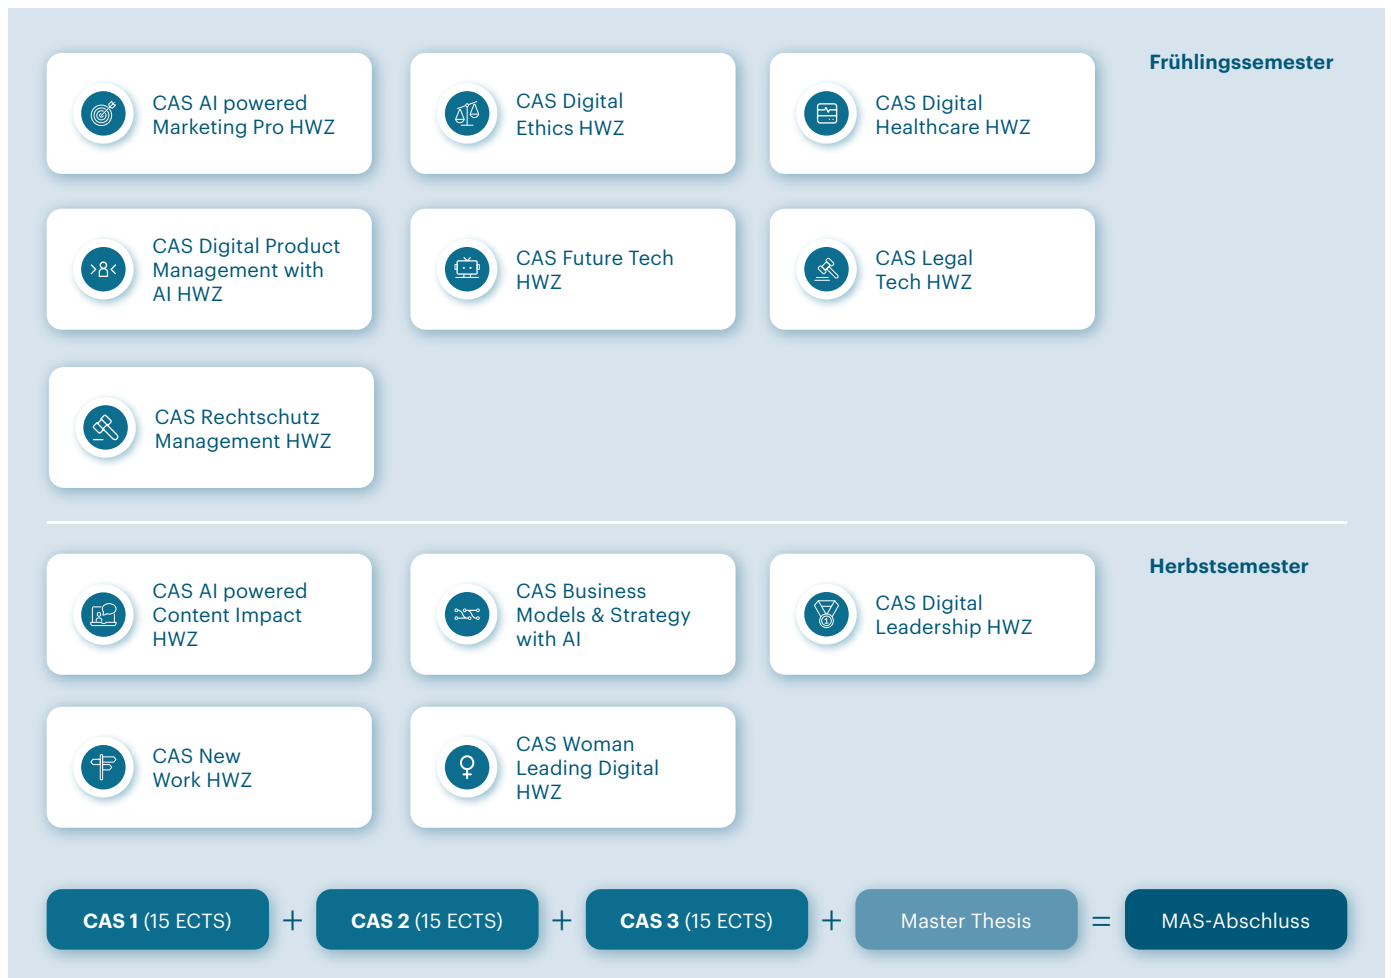 Frühlingssemester
CAS AI powered
Marketing Pro HWZ
CAS Digital
Ethics HWZ
CAS Digital
Healthcare HWZ
CAS Digital Product
Management with
AI HWZ
CAS Future Tech
HWZ
CAS Legal
Tech HWZ
CAS Rechtschutz
Management HWZ
Herbstsemester
CAS AI powered
Content Impact
HWZ
CAS Business
Models & Strategy
with AI
CAS Digital
Leadership HWZ
1
CAS New
Work HWZ
CAS Woman
Leading Digital
HWZ
CAS 1 (15 ECTS) + CAS 2 (15 ECTS) + CAS 3 (15 ECTS) + Master Thesis = MAS-Abschluss